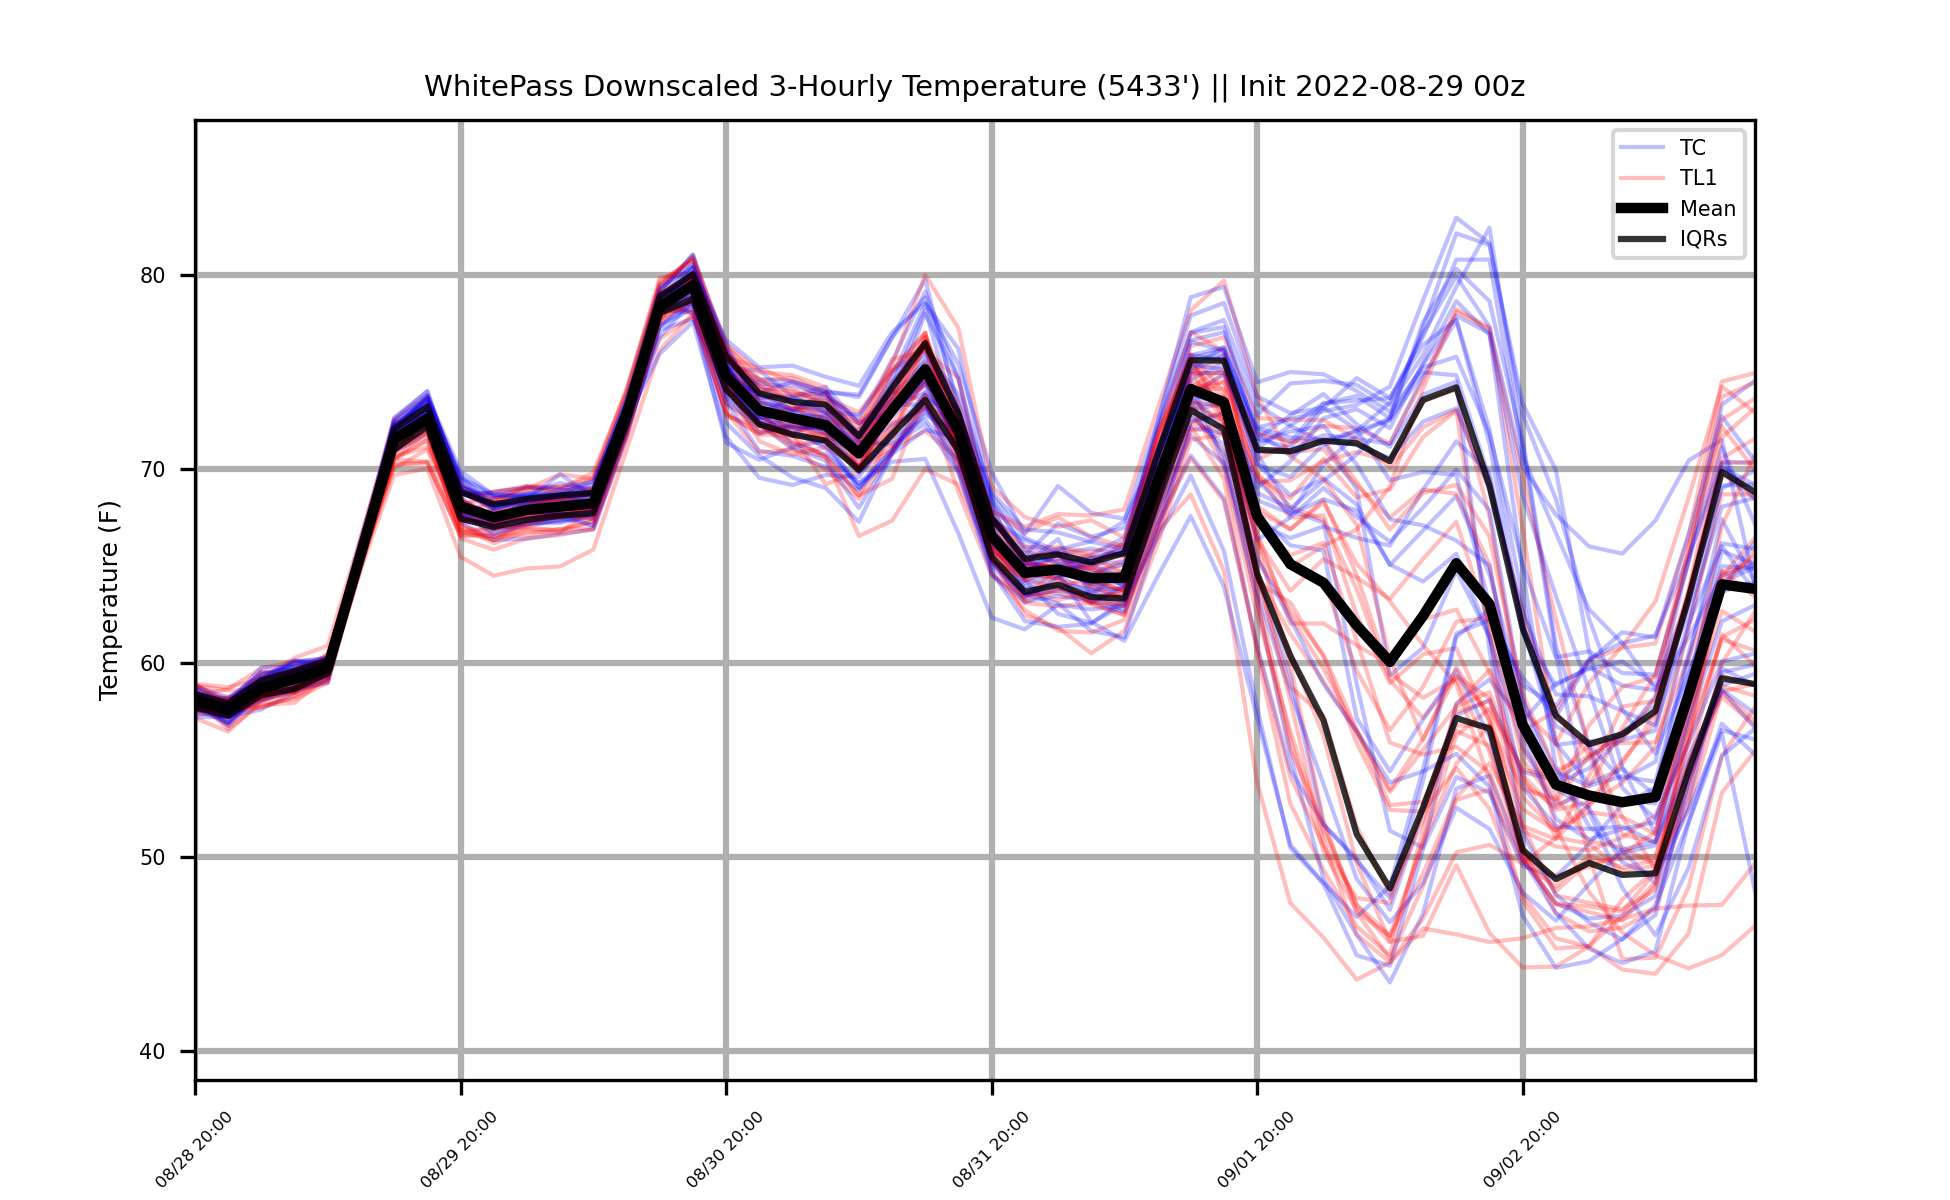 WhitePass Downscaled 3-Hourly Temperature (5433') || Init 2022-08-29 00z
TC
TL1
Mean
IQRs
Temperature (F)
80
70
60
50
40
08/28 20:00
08/29 20:00
08/30 20:00
08/31 20:00
09/01 20:00
09/02 20:00